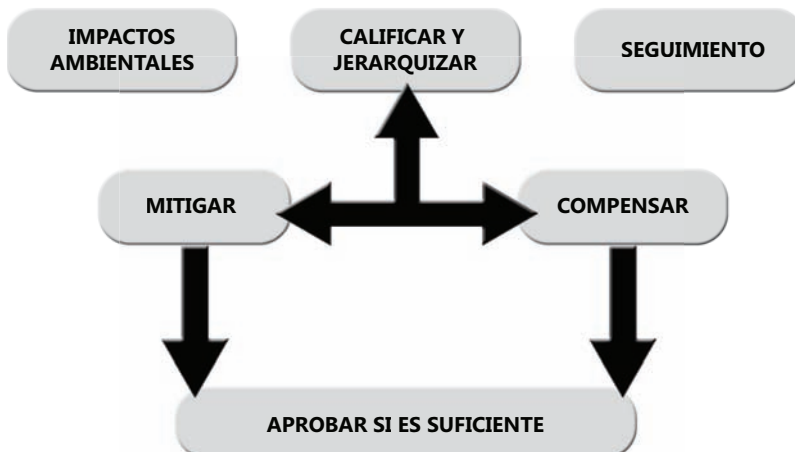 IMPACTOS
AMBIENTALES
CALIFICAR Y
JERARQUIZAR
SEGUIMIENTO
MITIGAR
COMPENSAR
APROBAR SI ES SUFICIENTE